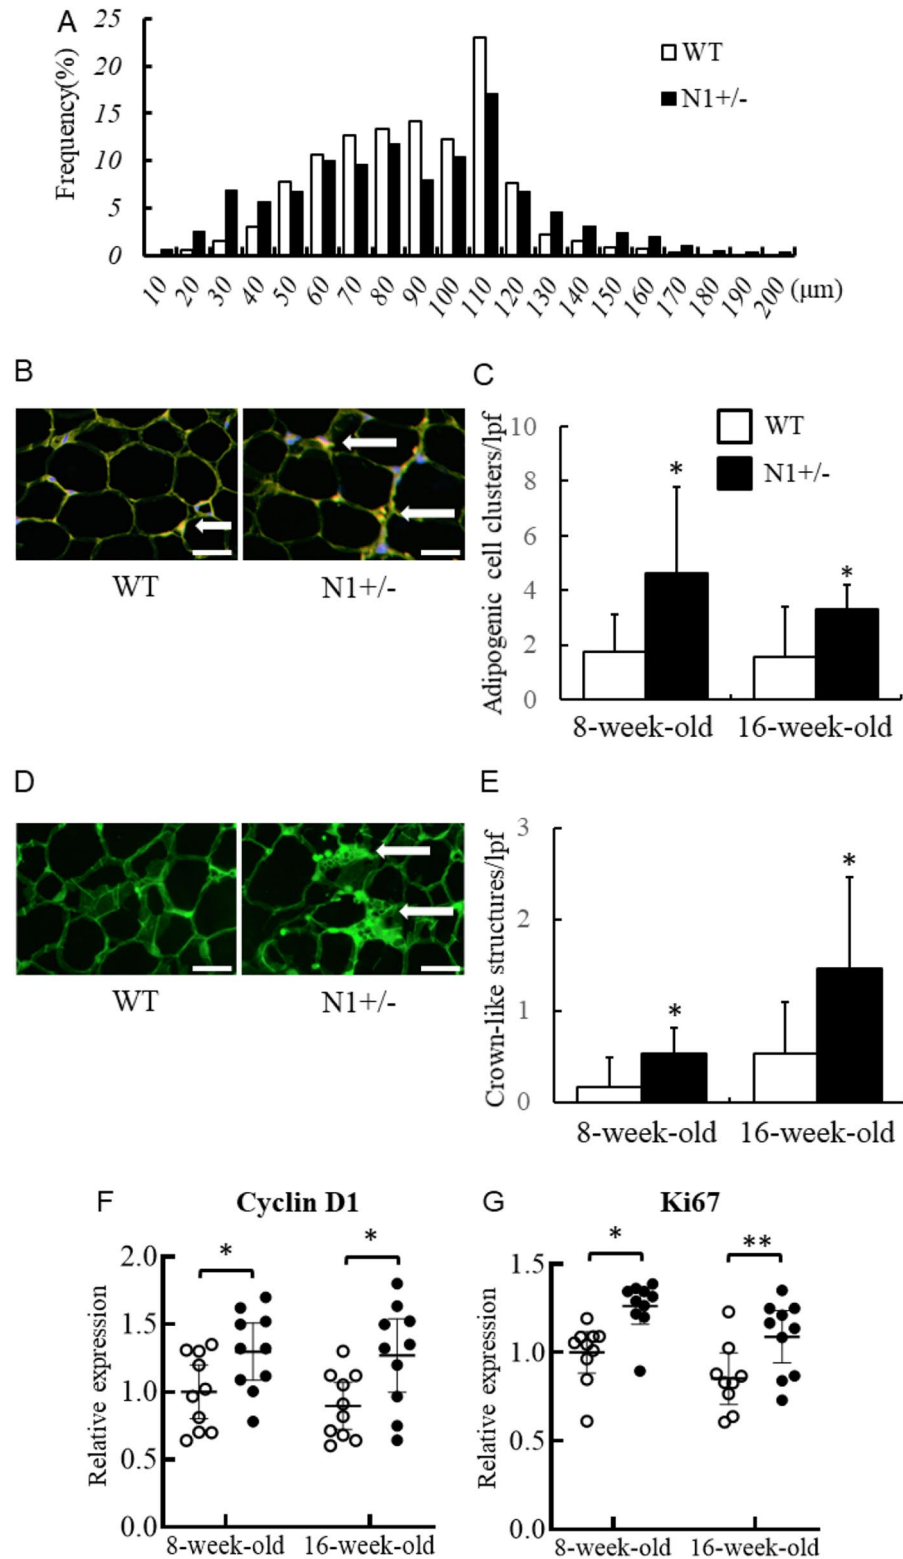 A
25
20
15
10
5
0
Frequency(%)
WT
N1+/-
10 20 30 40 50 60 70 80 90 100 110 120 130 140 150 160 170 180 190 200 (μm)
B
WT
N1+/-
C
10
8
6
4
2
0
Adipogenic cell clusters/lpf
WT
N1+/-
*
*
8-week-old 16-week-old
D
WT
N1+/-
E
3
2
1
0
Crown-like structures/lpf
*
*
8-week-old 16-week-old
F
Cyclin D1
2.0
1.5
1.0
0.5
0.0
Relative expression
*
*
8-week-old 16-week-old
G
Ki67
1.5
1.0
0.5
0.0
Relative expression
*
**
8-week-old 16-week-old